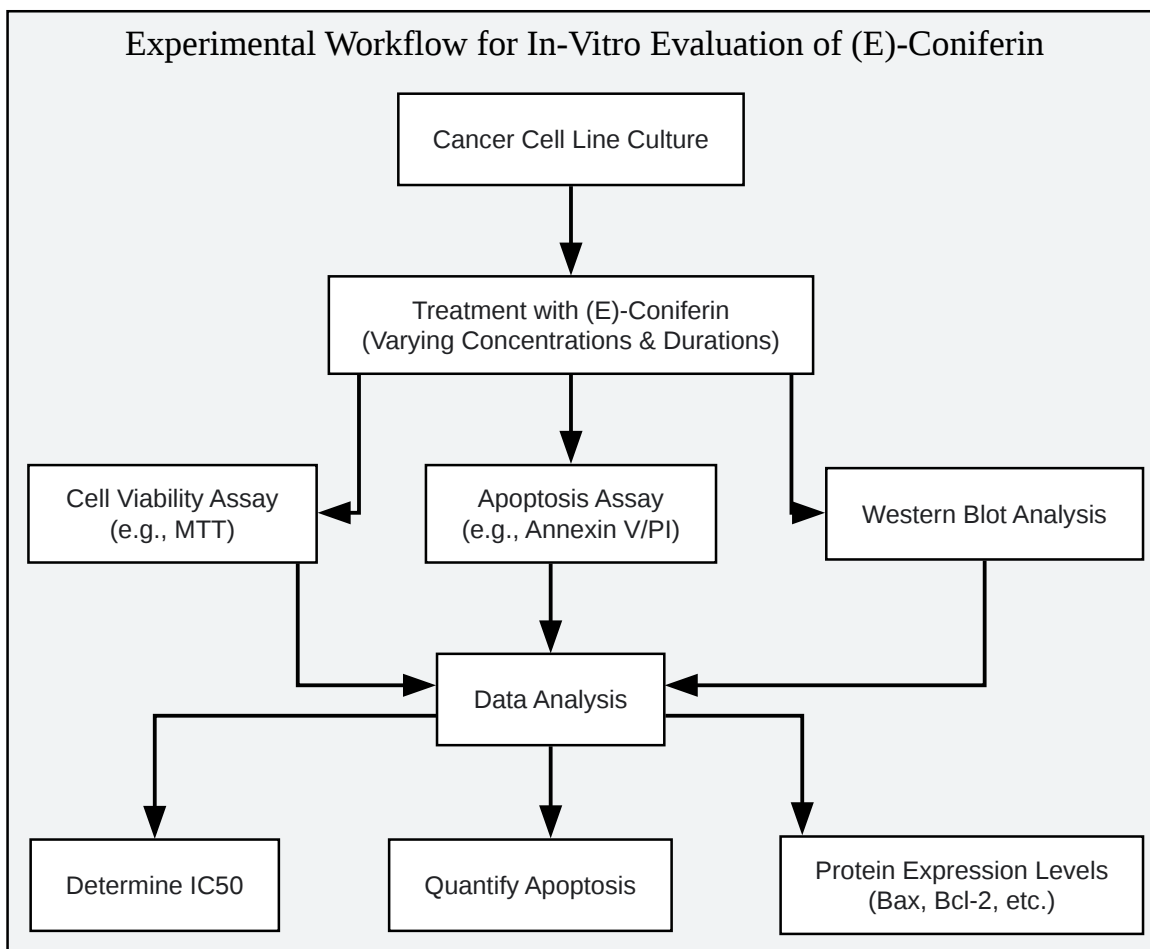 Experimental Workflow for In-Vitro Evaluation of (E)-Coniferin
Cancer Cell Line Culture
Treatment with (E)-Coniferin
(Varying Concentrations & Durations)
Cell Viability Assay
(e.g., MTT)
Apoptosis Assay
(e.g., Annexin V/PI)
Western Blot Analysis
Data Analysis
Determine IC50
Quantify Apoptosis
Protein Expression Levels
(Bax, Bcl-2, etc.)